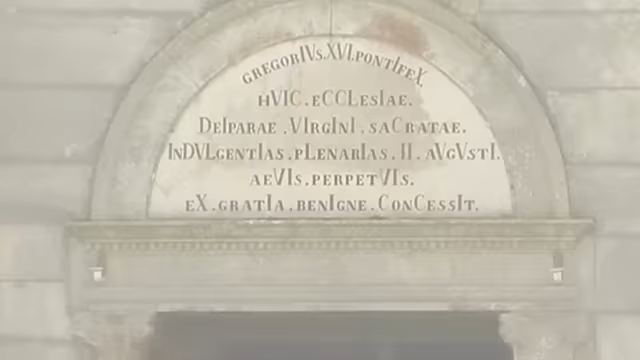 GREGORIVs.XVI.PONTIFEX.
HVIC.eCCLesIAE.
DeIPARAE.VIrGINI.sACRATAE.
INDVLgentIAs.pLenARIAs.II.AVgVstI.
AeVIs.PERPETVIs.
eX.GRATIA.BENIGNE.ConCessIt.